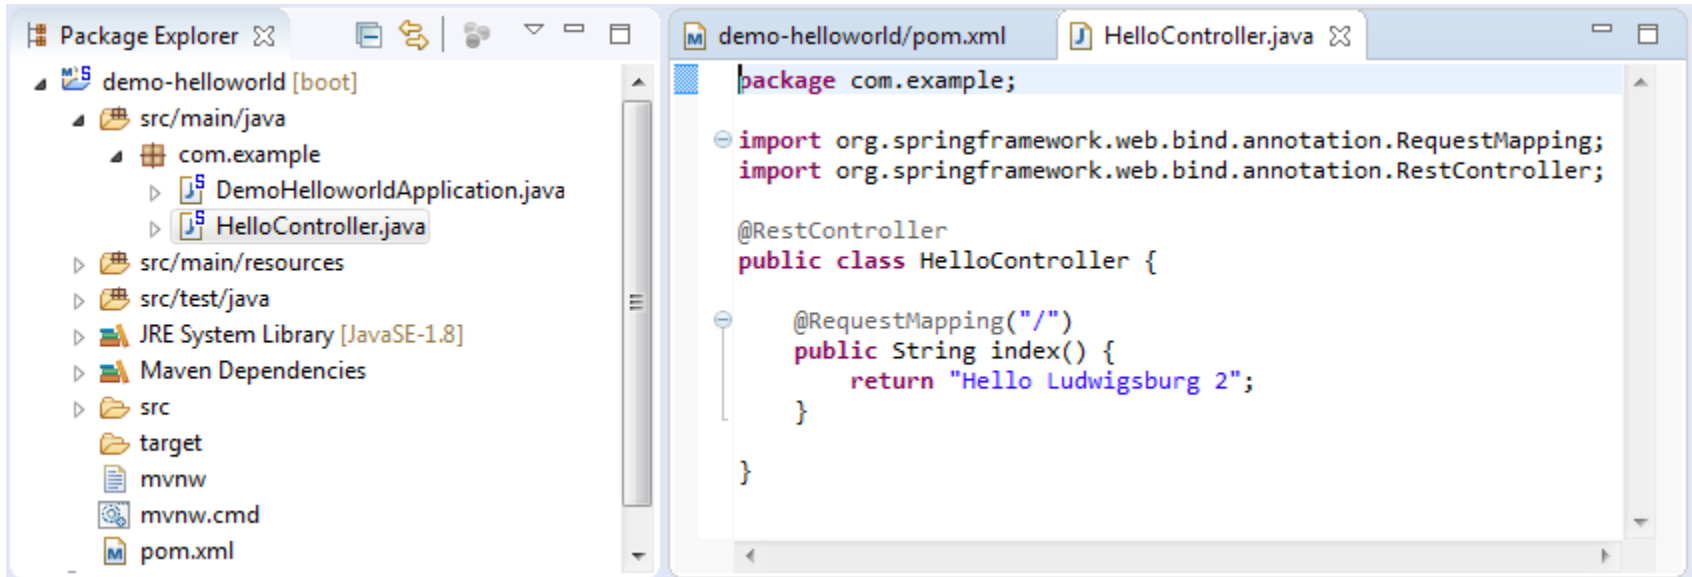 Package Explorer
demo-helloworld [boot]
src/main/java
com.example
DemoHelloworldApplication.java
HelloController.java
src/main/resources
src/test/java
JRE System Library [JavaSE-1.8]
Maven Dependencies
src
target
mvnw
mvnw.cmd
pom.xml
demo-helloworld/pom.xml
HelloController.java
package com.example;
import org.springframework.web.bind.annotation.RequestMapping;
import org.springframework.web.bind.annotation.RestController;
@RestController
public class HelloController {
@RequestMapping("/")
public String index() {
return "Hello Ludwigsburg 2";
}
}